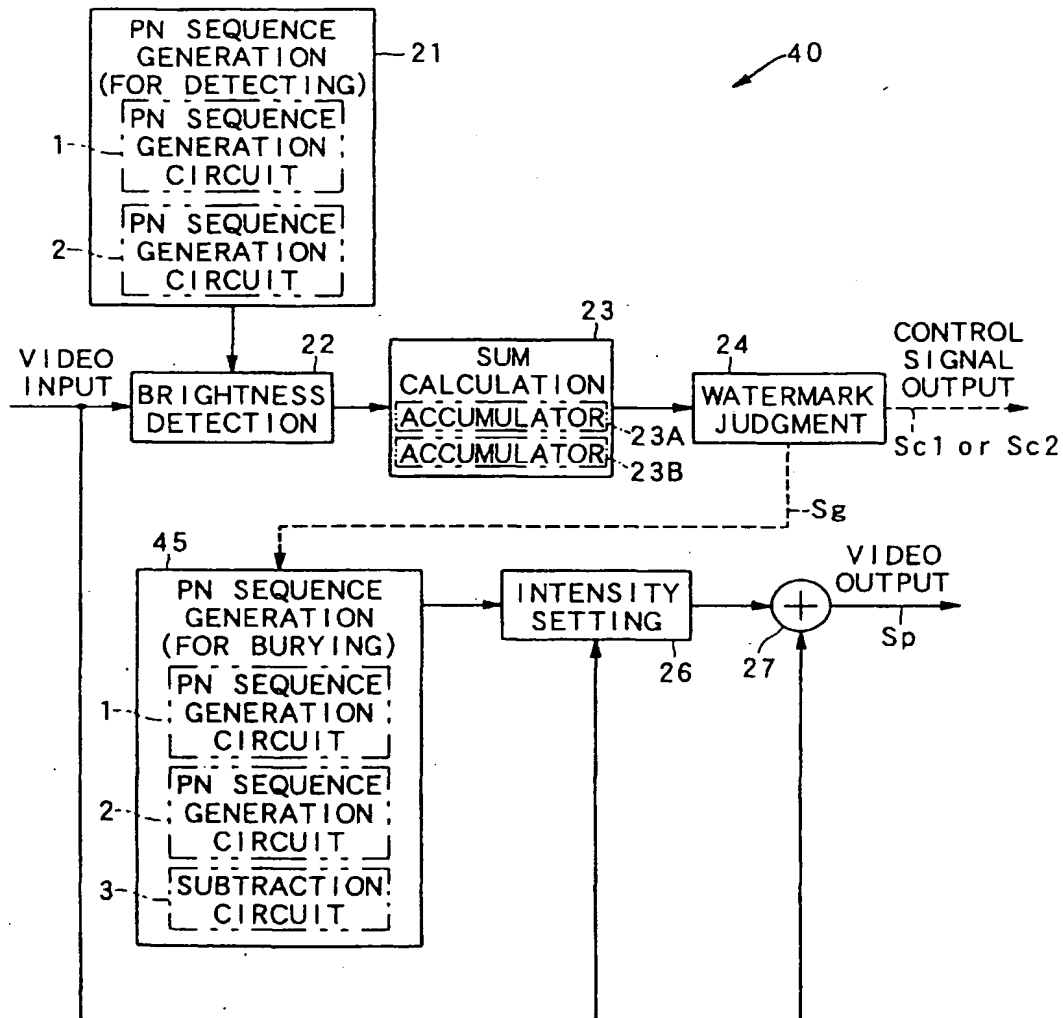 PN SEQUENCE
GENERATION
(FOR DETECTING)
21
40
PN SEQUENCE
GENERATION
CIRCUIT
1
PN SEQUENCE
GENERATION
CIRCUIT
2
VIDEO
INPUT
22
BRIGHTNESS
DETECTION
23
SUM
CALCULATION
ACCUMULATOR
23A
ACCUMULATOR
23B
24
WATERMARK
JUDGMENT
CONTROL
SIGNAL
OUTPUT
Sc1 or Sc2
Sg
45
PN SEQUENCE
GENERATION
(FOR BURYING)
PN SEQUENCE
GENERATION
CIRCUIT
1
PN SEQUENCE
GENERATION
CIRCUIT
2
SUBTRACTION
CIRCUIT
3
INTENSITY
SETTING
26
+
27
VIDEO
OUTPUT
Sp